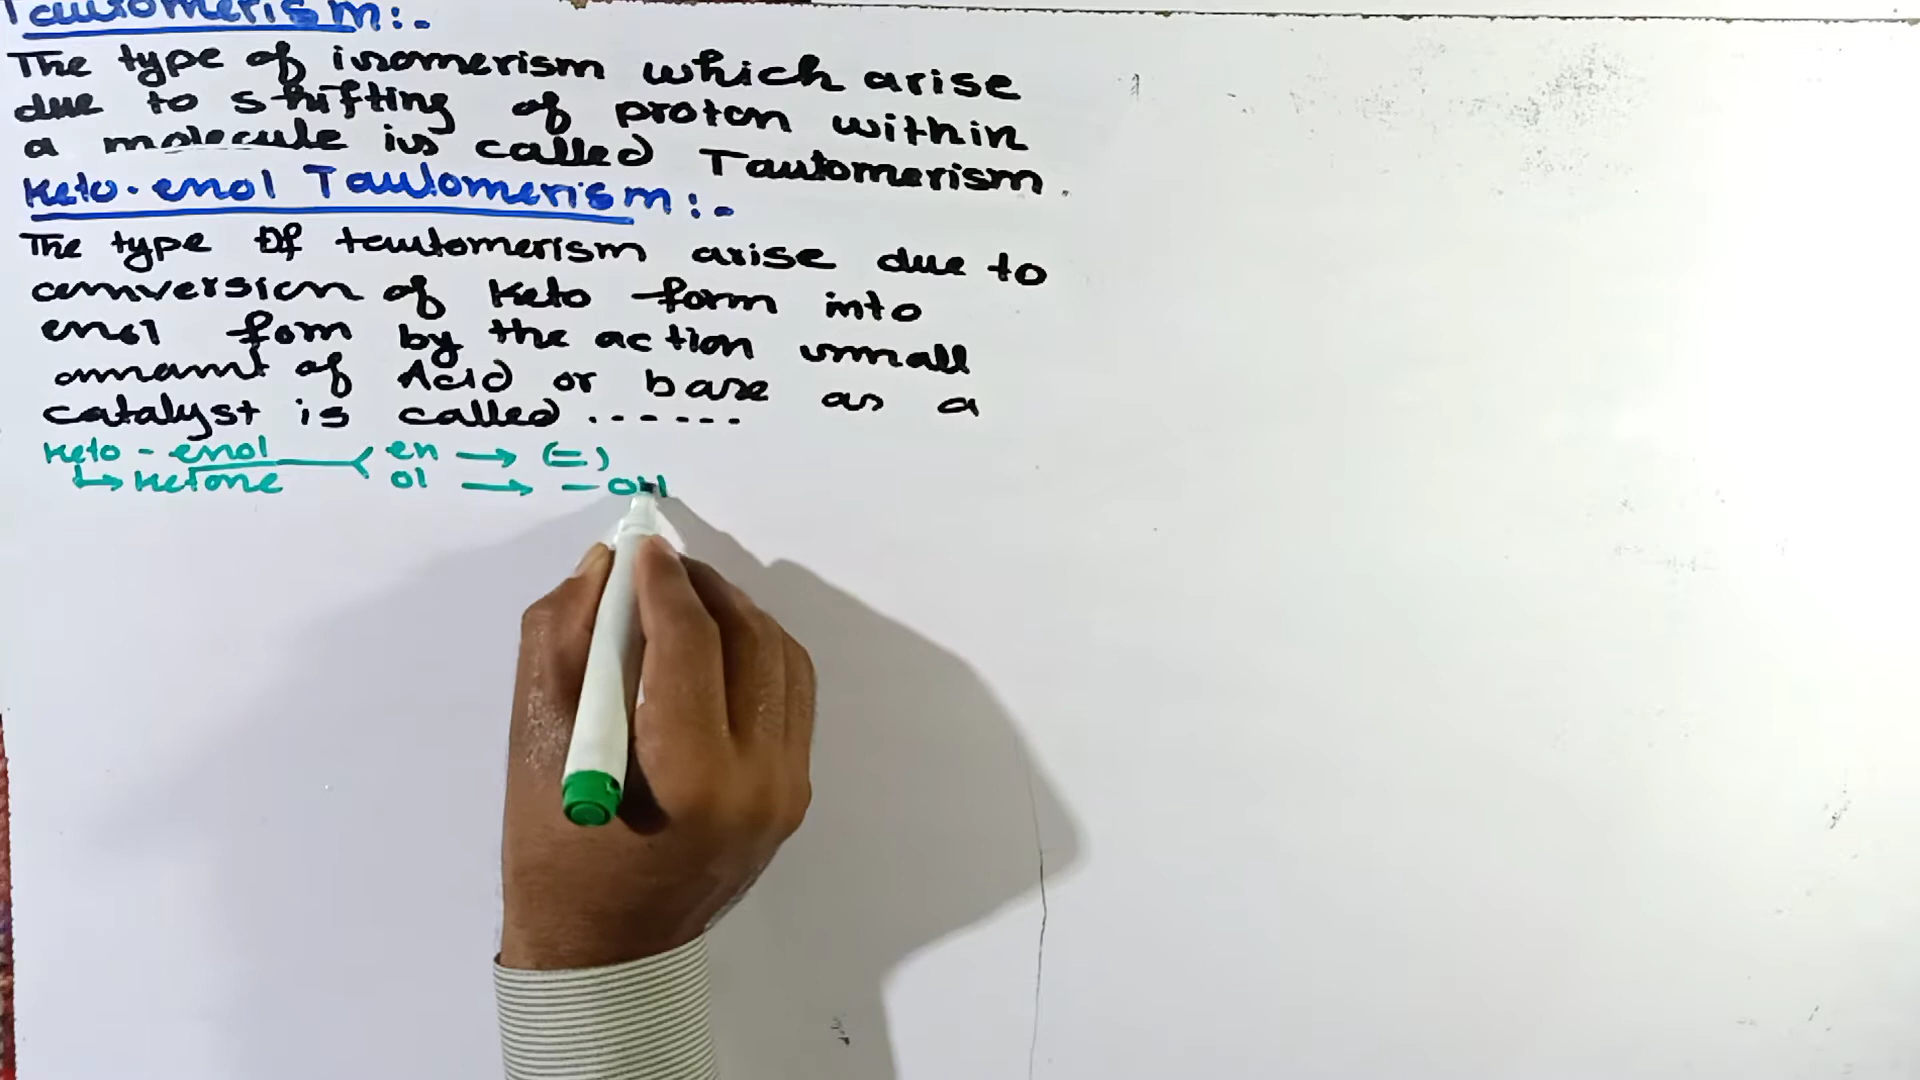 Tautomerism:-
The type of isomerism which arise
due to shifting of proton within
a molecule is called Tautomerism.
Keto-enol Tautomerism:-
The type Of tautomerism arise due to
conversion of Keto form into
enol form by the action small
amount of Acid or base as a
catalyst is called ......
Keto - enol en → (=)
↳ Ketone ol → -OH